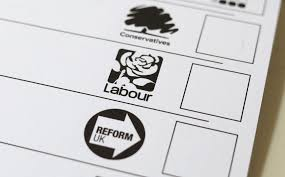 Conservatives
Labour
REFORM
UK